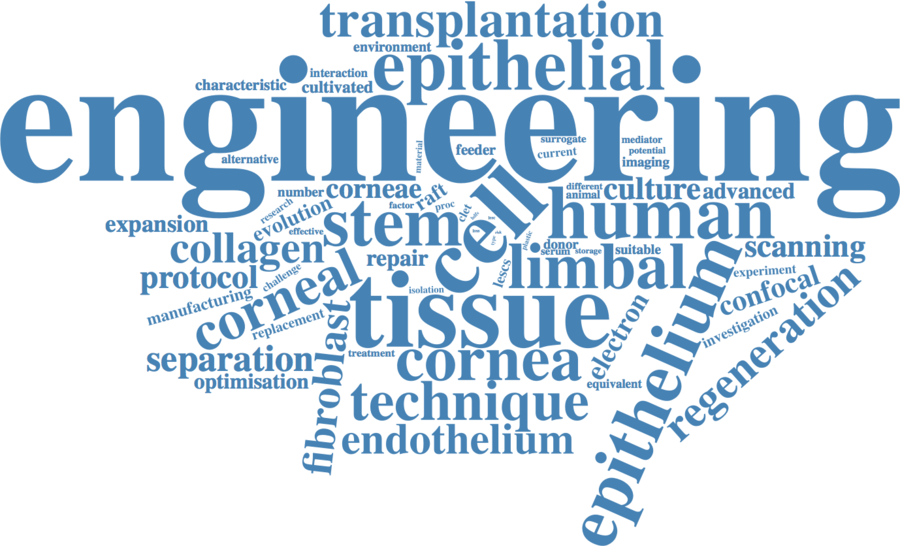 transplantation
environment
epithelial
interaction
characteristic
cultivated
engineering
surrogate
mediator
feeder
current
potential
alternative
material
imaging
number
corneae
raft
different
animal
culture
advanced
research
evolution
factor
proc
clet
cell
human
expansion
effective
stem
collagen
repair
donor
serum
storage
suitable
scanning
plastic
type
protocol
challenge
lescs
limbal
experiment
manufacturing
corneal
isolation
tissue
confocal
replacement
electron
investigation
regeneration
separation
fibroblast
treatment
cornea
epithelium
optimisation
equivalent
technique
endothelium